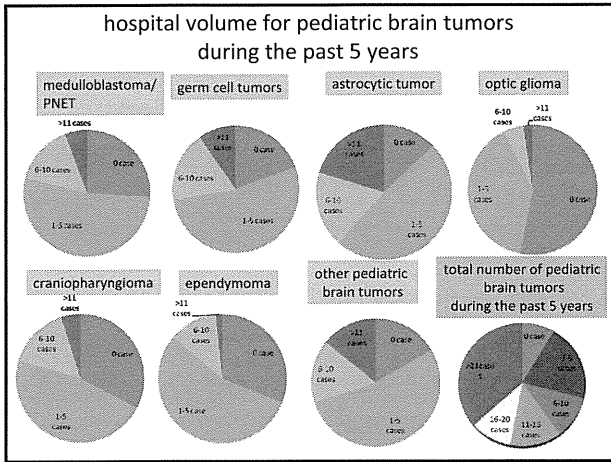 hospital volume for pediatric brain tumors
during the past 5 years
medulloblastoma/
PNET
>11 cases
0 case
6-10 cases
1-5 cases
germ cell tumors
>11
cases
0 case
6-10
cases
1-5 cases
astrocytic tumor
>11
cases
0 case
6-10
cases
1-5
cases
optic glioma
6-10
cases
>11
cases
1-5
cases
0 case
craniopharyngioma
>11
cases
0 case
6-10
cases
1-5
cases
ependymoma
>11
cases
6-10
cases
0 case
1-5 case
other pediatric
brain tumors
>11
cases
0 case
6-10
cases
1-5
cases
total number of pediatric
brain tumors
during the past 5 years
0 case
cases
6-10
cases
11-15
cases
16-20
cases